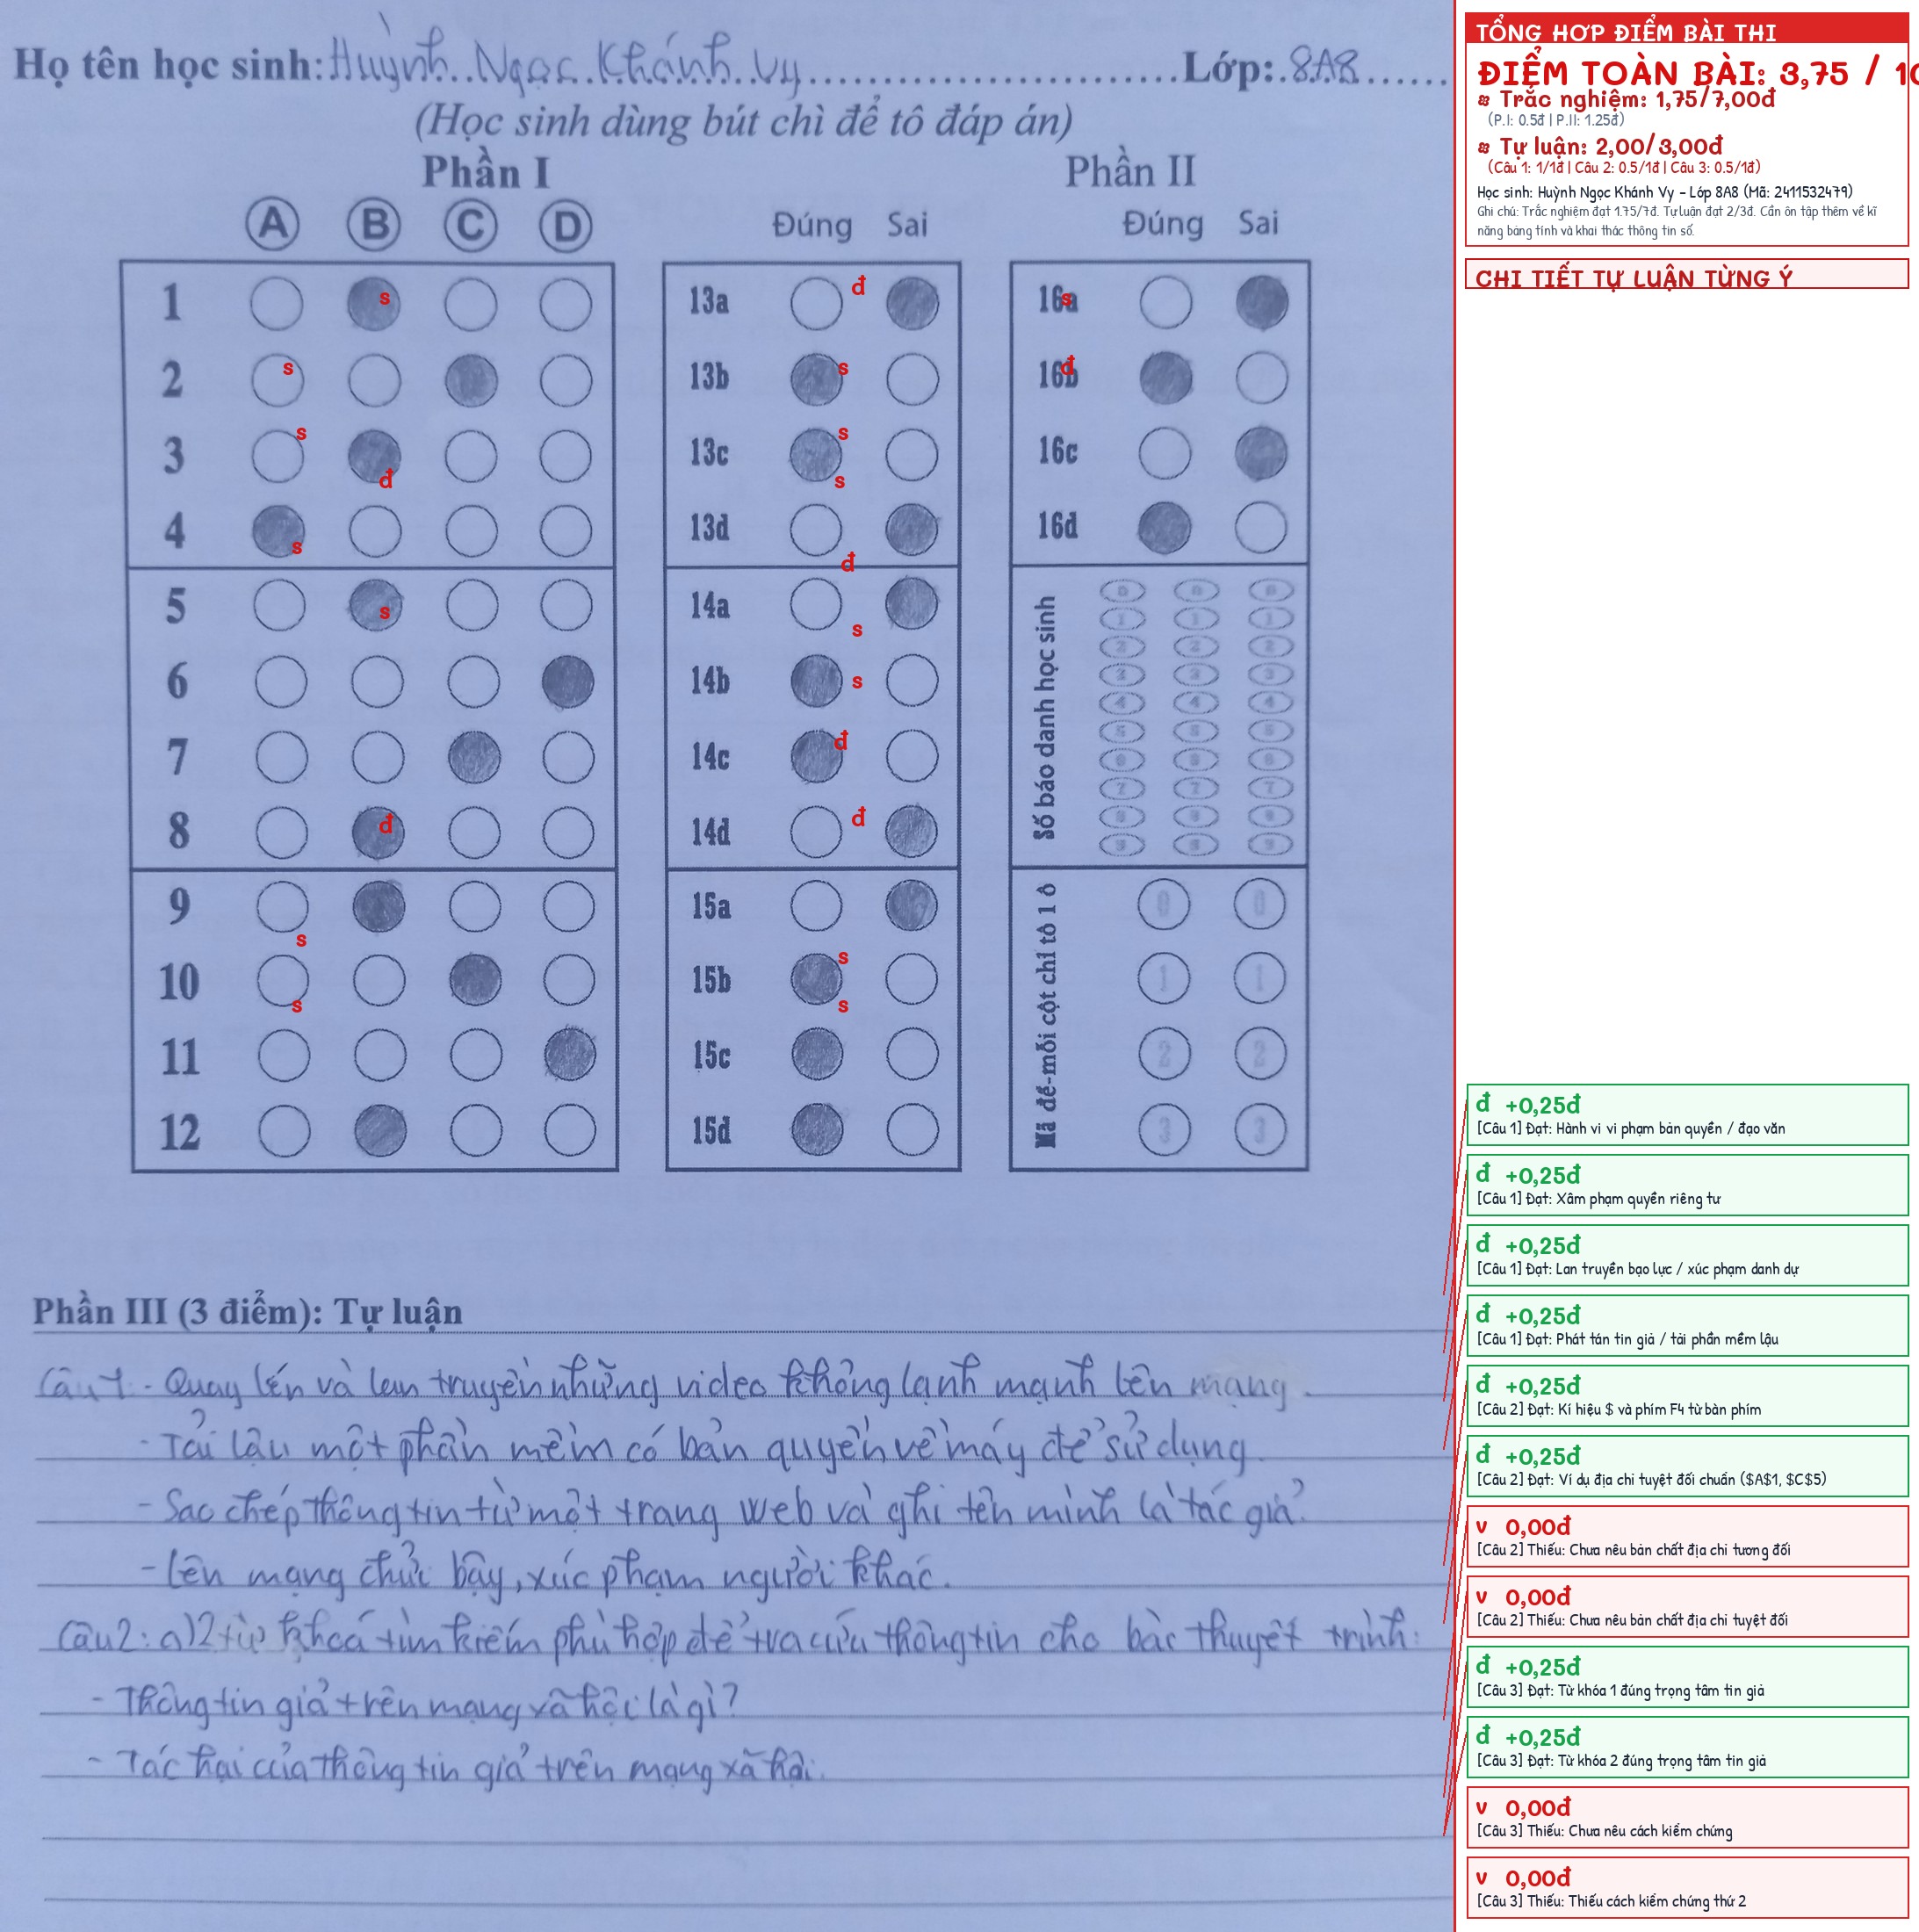 Họ tên học sinh: Huỳnh Ngọc Khánh Vy Lớp: 8A8
(Học sinh dùng bút chì để tô đáp án)
Phần I
A B C D
1 s
2 s
3 s
đ
4 s
5 s
6
7
8 đ
9
s
10
s
11
12
Phần II
Đúng Sai
13a đ
13b s
13c s
s
13d
đ
14a
s
14b s
14c đ
14d đ
15a
15b s
s
15c
15d
Đúng Sai
16a s
16b đ
16c
16d
Số báo danh học sinh
Mã đề-mỗi cột chỉ tô 1 ô
0 0
1 1
2 2
3 3
Phần III (3 điểm): Tự luận
Câu 1: - Quay lén và lan truyền những video không lạnh mạnh lên mạng.
- Tải lậu một phần mềm có bản quyền về máy để sử dụng.
- Sao chép thông tin từ một trang web và ghi tên mình là tác giả.
- Lên mạng chửi bậy, xúc phạm người khác.
Câu 2: a) 2 từ khoá tìm kiếm phù hợp để tra cứu thông tin cho bài thuyết trình:
- Thông tin giả trên mạng xã hội là gì?
- Tác hại của thông tin giả trên mạng xã hội.
TỔNG HỢP ĐIỂM BÀI THI
ĐIỂM TOÀN BÀI: 3,75 / 10
Trắc nghiệm: 1,75/7,00đ
(P.I: 0.5đ | P.II: 1.25đ)
Tự luận: 2,00/3,00đ
(Câu 1: 1/1đ | Câu 2: 0.5/1đ | Câu 3: 0.5/1đ)
Học sinh: Huỳnh Ngọc Khánh Vy - Lớp 8A8 (Mã: 2411532479)
Ghi chú: Trắc nghiệm đạt 1.75/7đ. Tự luận đạt 2/3đ. Cần ôn tập thêm về kĩ
năng bảng tính và khai thác thông tin số.
CHI TIẾT TỰ LUẬN TỪNG Ý
đ +0,25đ
[Câu 1] Đạt: Hành vi vi phạm bản quyền / đạo văn
đ +0,25đ
[Câu 1] Đạt: Xâm phạm quyền riêng tư
đ +0,25đ
[Câu 1] Đạt: Lan truyền bạo lực / xúc phạm danh dự
đ +0,25đ
[Câu 1] Đạt: Phát tán tin giả / tải phần mềm lậu
đ +0,25đ
[Câu 2] Đạt: Kí hiệu $ và phím F4 từ bàn phím
đ +0,25đ
[Câu 2] Đạt: Ví dụ địa chỉ tuyệt đối chuẩn ($A$1, $C$5)
v 0,00đ
[Câu 2] Thiếu: Chưa nêu bản chất địa chỉ tương đối
v 0,00đ
[Câu 2] Thiếu: Chưa nêu bản chất địa chỉ tuyệt đối
đ +0,25đ
[Câu 3] Đạt: Từ khóa 1 đúng trọng tâm tin giả
đ +0,25đ
[Câu 3] Đạt: Từ khóa 2 đúng trọng tâm tin giả
v 0,00đ
[Câu 3] Thiếu: Chưa nêu cách kiểm chứng
v 0,00đ
[Câu 3] Thiếu: Thiếu cách kiểm chứng thứ 2